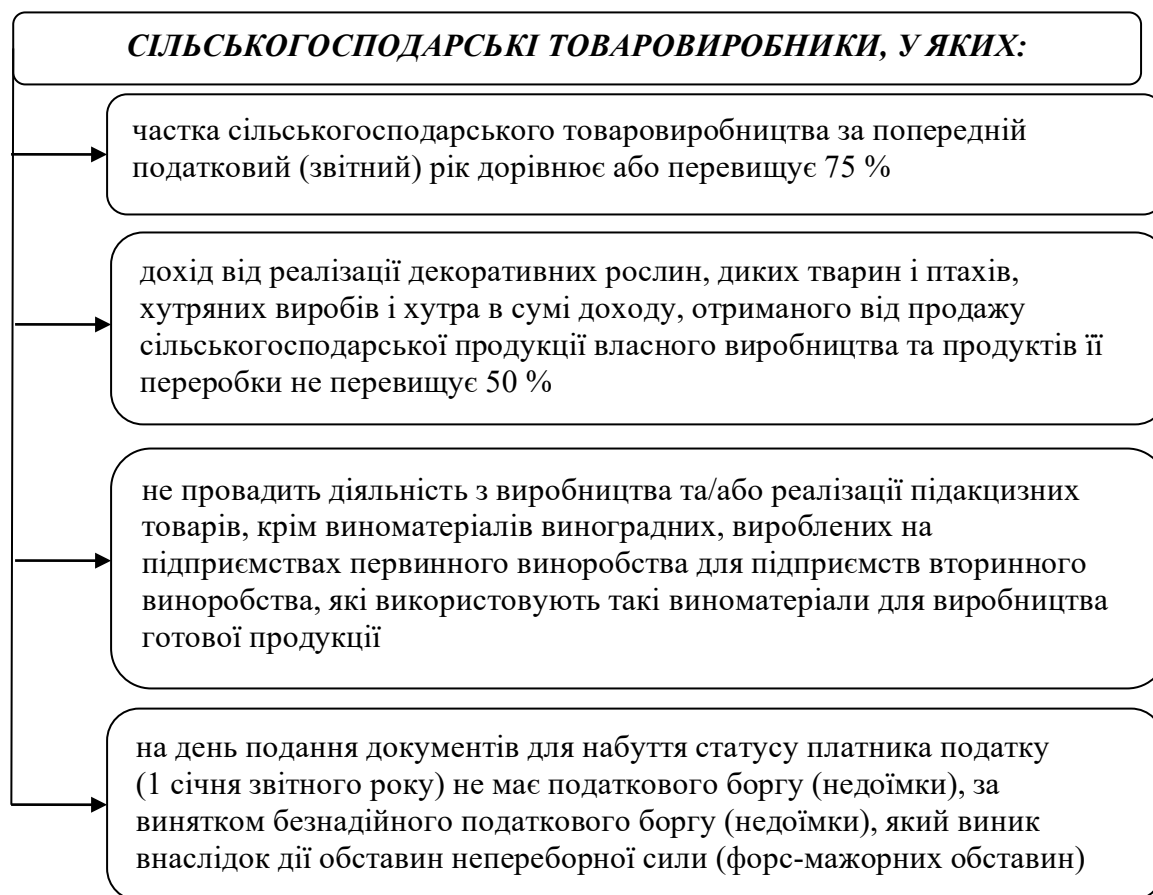 СІЛЬСЬКОГОСПОДАРСЬКІ ТОВАРОВИРОБНИКИ, У ЯКИХ:
частка сільськогосподарського товаровиробництва за попередній
податковий (звітний) рік дорівнює або перевищує 75 %
дохід від реалізації декоративних рослин, диких тварин і птахів,
хутряних виробів і хутра в сумі доходу, отриманого від продажу
сільськогосподарської продукції власного виробництва та продуктів її
переробки не перевищує 50 %
не провадить діяльність з виробництва та/або реалізації підакцизних
товарів, крім виноматеріалів виноградних, вироблених на
підприємствах первинного виноробства для підприємств вторинного
виноробства, які використовують такі виноматеріали для виробництва
готової продукції
на день подання документів для набуття статусу платника податку
(1 січня звітного року) не має податкового боргу (недоїмки), за
винятком безнадійного податкового боргу (недоїмки), який виник
внаслідок дії обставин непереборної сили (форс-мажорних обставин)